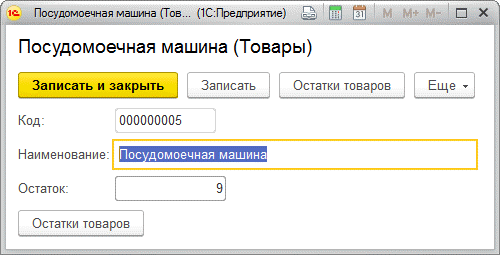 Посудомоечная машина (Тов... (1С:Предприятие) M M+ M-
Посудомоечная машина (Товары)
Записать и закрыть Записать Остатки товаров Еще
Код: 000000005
Наименование: Посудомоечная машина
Остаток: 9
Остатки товаров